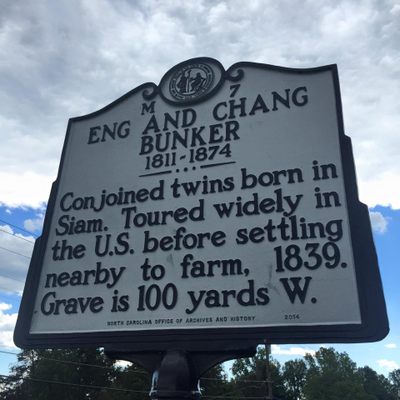 M 7
ENG AND CHANG
BUNKER
1811-1874
Conjoined twins born in
Siam. Toured widely in
the U.S. before settling
nearby to farm, 1839.
Grave is 100 yards W.
NORTH CAROLINA OFFICE OF ARCHIVES AND HISTORY 2014